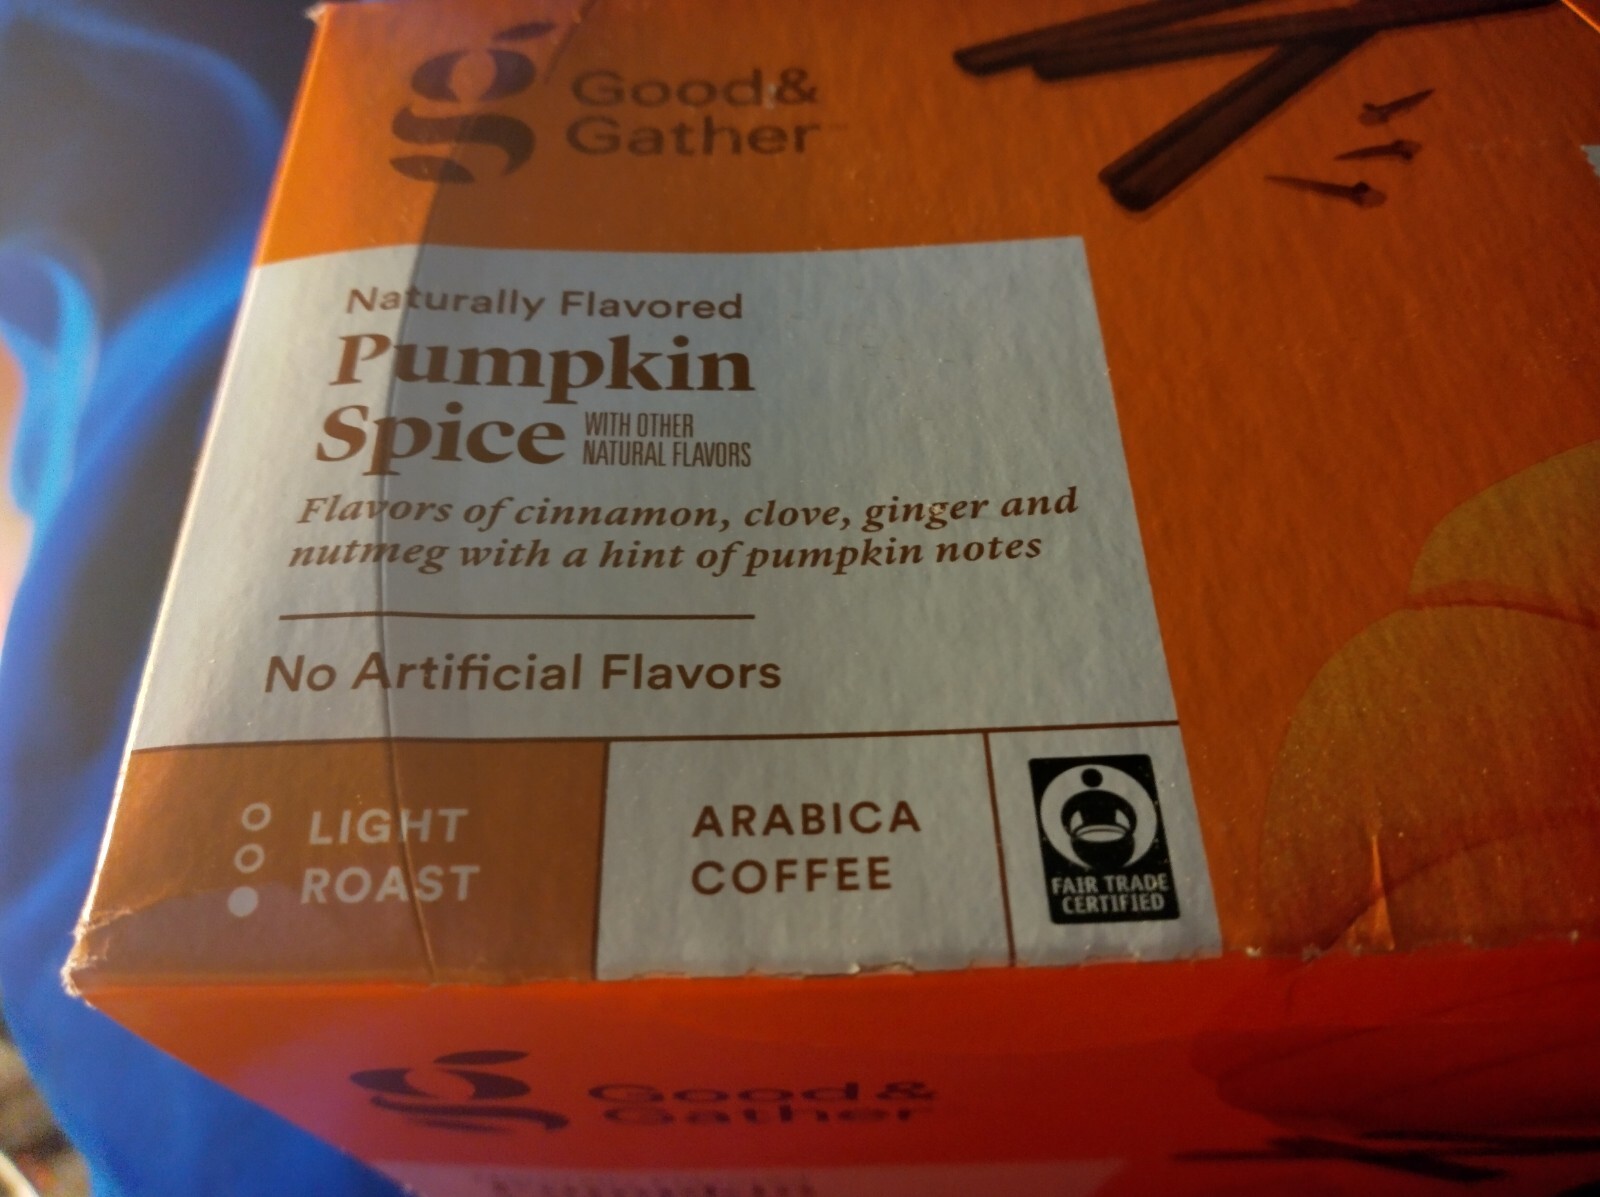 Good&
Gather
Naturally Flavored
Pumpkin
Spice WITH OTHER
NATURAL FLAVORS
Flavors of cinnamon, clove, ginger and
nutmeg with a hint of pumpkin notes
No Artificial Flavors
LIGHT
ROAST
ARABICA
COFFEE
FAIR TRADE
CERTIFIED
Good&
Gather
Pumpkin